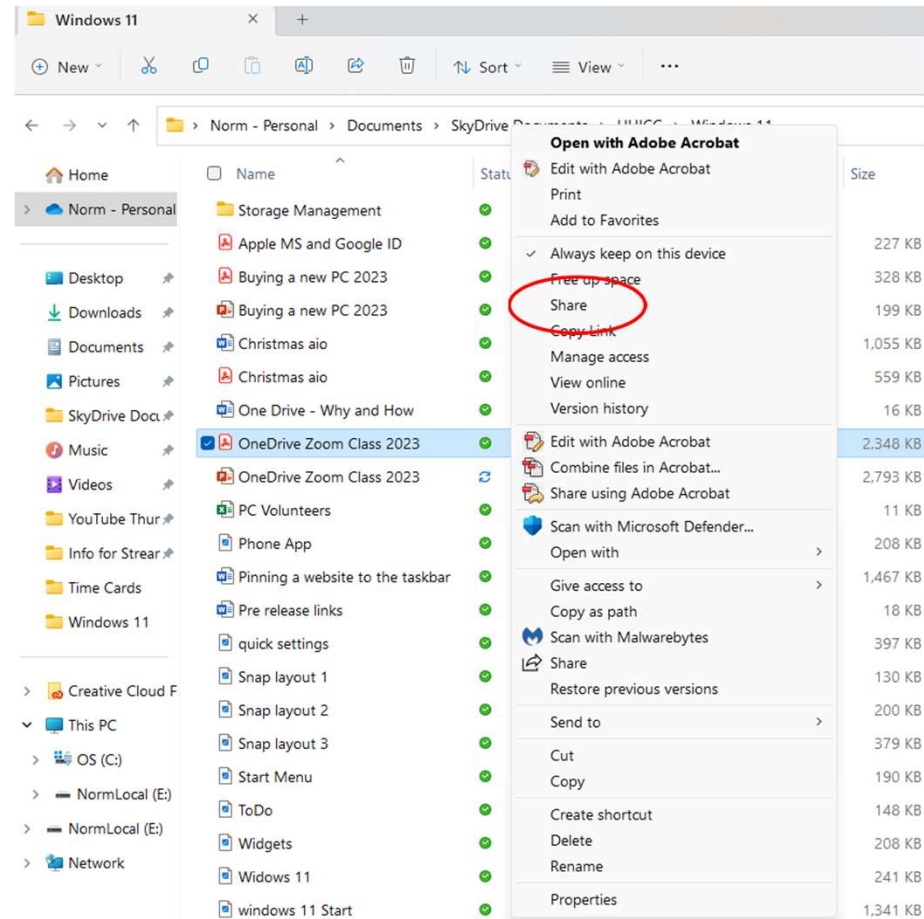 Windows 11
New
Sort
View
Norm - Personal > Documents > SkyDrive Documents > UHICC > Windows 11
Home
Norm - Personal
Desktop
Downloads
Documents
Pictures
SkyDrive Docu
Music
Videos
YouTube Thur
Info for Strear
Time Cards
Windows 11
Creative Cloud F
This PC
OS (C:)
NormLocal (E:)
NormLocal (E:)
Network
Name Statu Size
Storage Management
Apple MS and Google ID 227 KB
Buying a new PC 2023 328 KB
Buying a new PC 2023 199 KB
Christmas aio 1,055 KB
Christmas aio 559 KB
One Drive - Why and How 16 KB
OneDrive Zoom Class 2023 2,348 KB
OneDrive Zoom Class 2023 2,793 KB
PC Volunteers 11 KB
Phone App 208 KB
Pinning a website to the taskbar 1,467 KB
Pre release links 18 KB
quick settings 397 KB
Snap layout 1 130 KB
Snap layout 2 200 KB
Snap layout 3 379 KB
Start Menu 190 KB
ToDo 148 KB
Widgets 208 KB
Widows 11 241 KB
windows 11 Start 1,341 KB
Open with Adobe Acrobat
Edit with Adobe Acrobat
Print
Add to Favorites
Always keep on this device
Free up space
Share
Copy Link
Manage access
View online
Version history
Edit with Adobe Acrobat
Combine files in Acrobat...
Share using Adobe Acrobat
Scan with Microsoft Defender...
Open with
Give access to
Copy as path
Scan with Malwarebytes
Share
Restore previous versions
Send to
Cut
Copy
Create shortcut
Delete
Rename
Properties